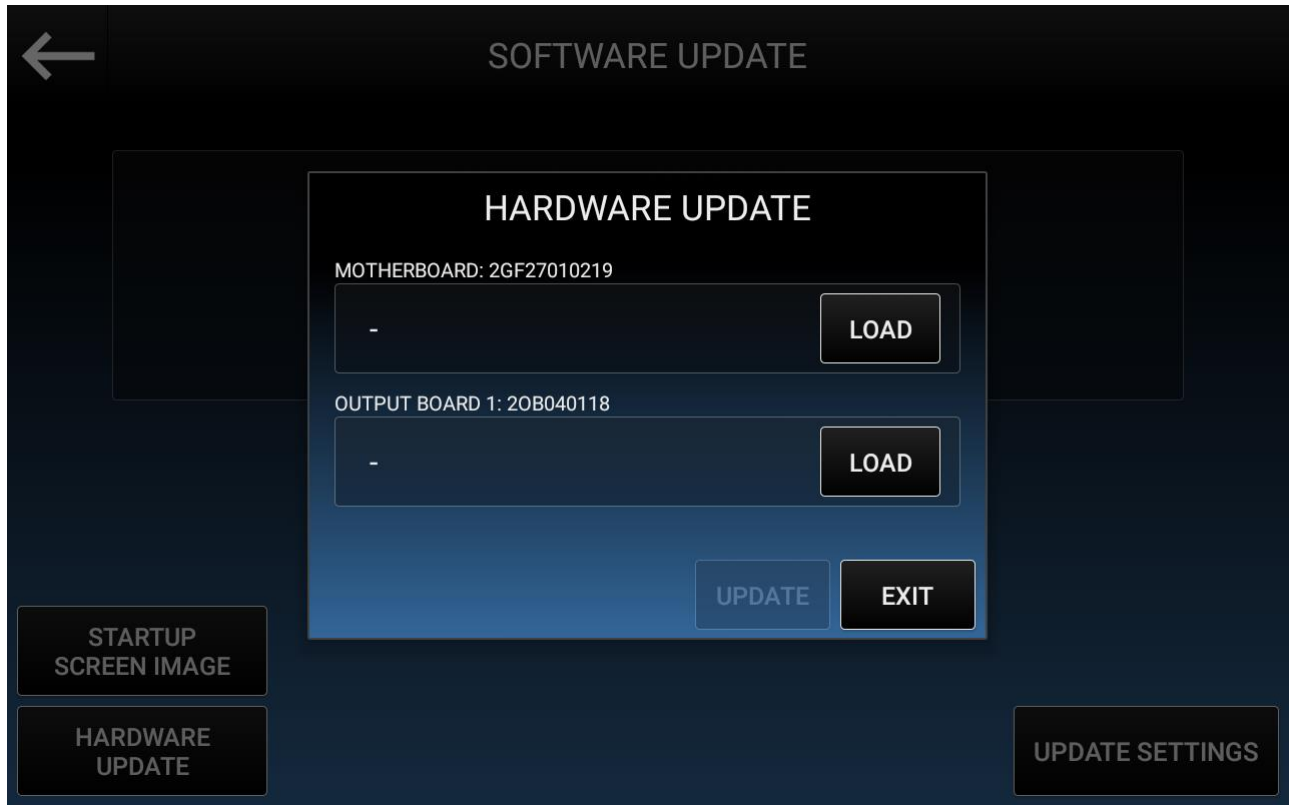 SOFTWARE UPDATE
HARDWARE UPDATE
MOTHERBOARD: 2GF27010219
-
LOAD
OUTPUT BOARD 1: 2OB040118
-
LOAD
UPDATE
EXIT
STARTUP
SCREEN IMAGE
HARDWARE
UPDATE
UPDATE SETTINGS